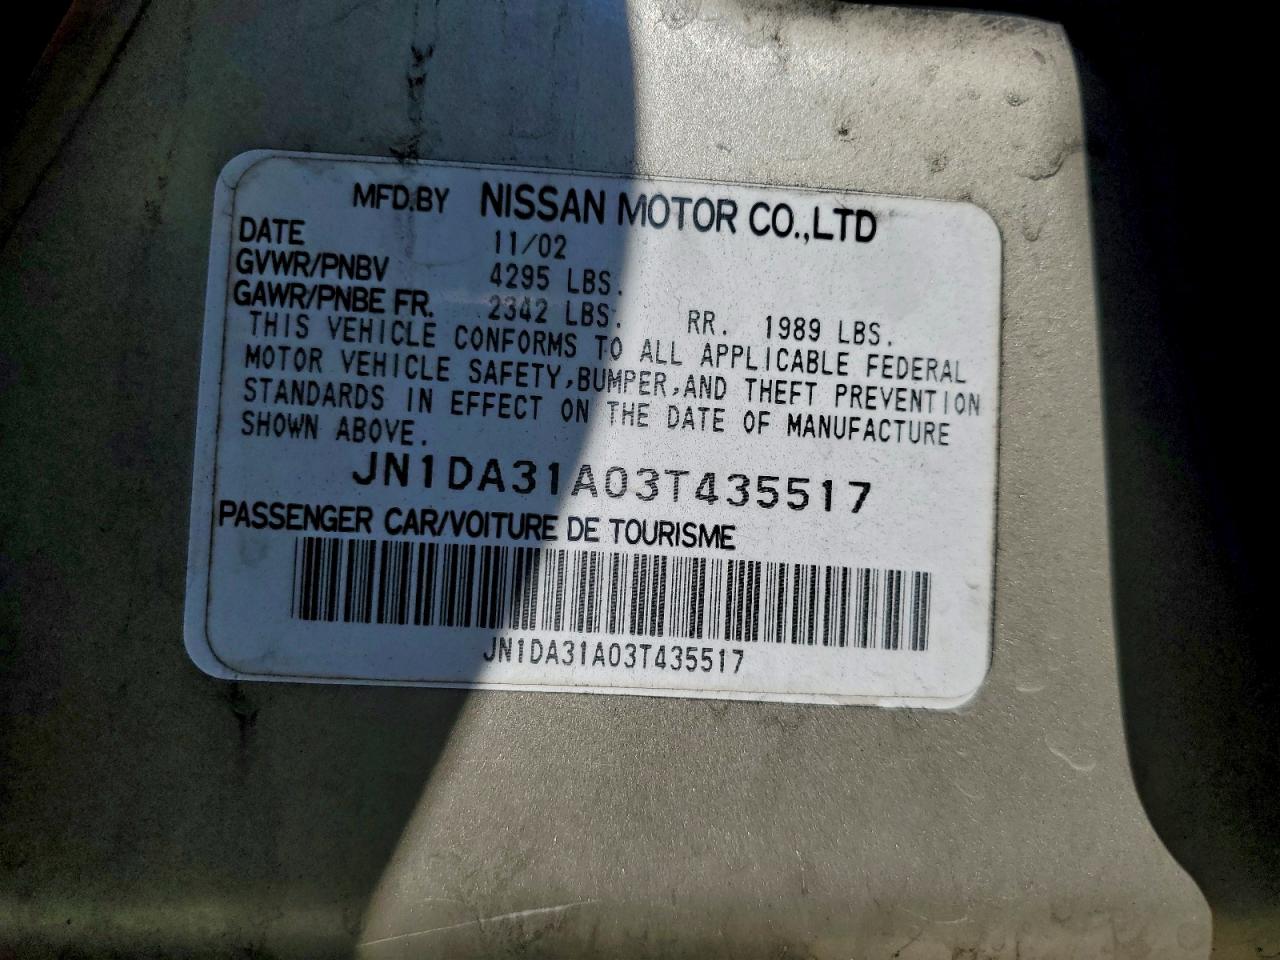 MFD.BY NISSAN MOTOR CO.,LTD
DATE 11/02
GVWR/PNBV 4295 LBS.
GAWR/PNBE FR. 2342 LBS. RR. 1989 LBS.
THIS VEHICLE CONFORMS TO ALL APPLICABLE FEDERAL
MOTOR VEHICLE SAFETY,BUMPER,AND THEFT PREVENTION
STANDARDS IN EFFECT ON THE DATE OF MANUFACTURE
SHOWN ABOVE.
JN1DA31A03T435517
PASSENGER CAR/VOITURE DE TOURISME
JN1DA31A03T435517